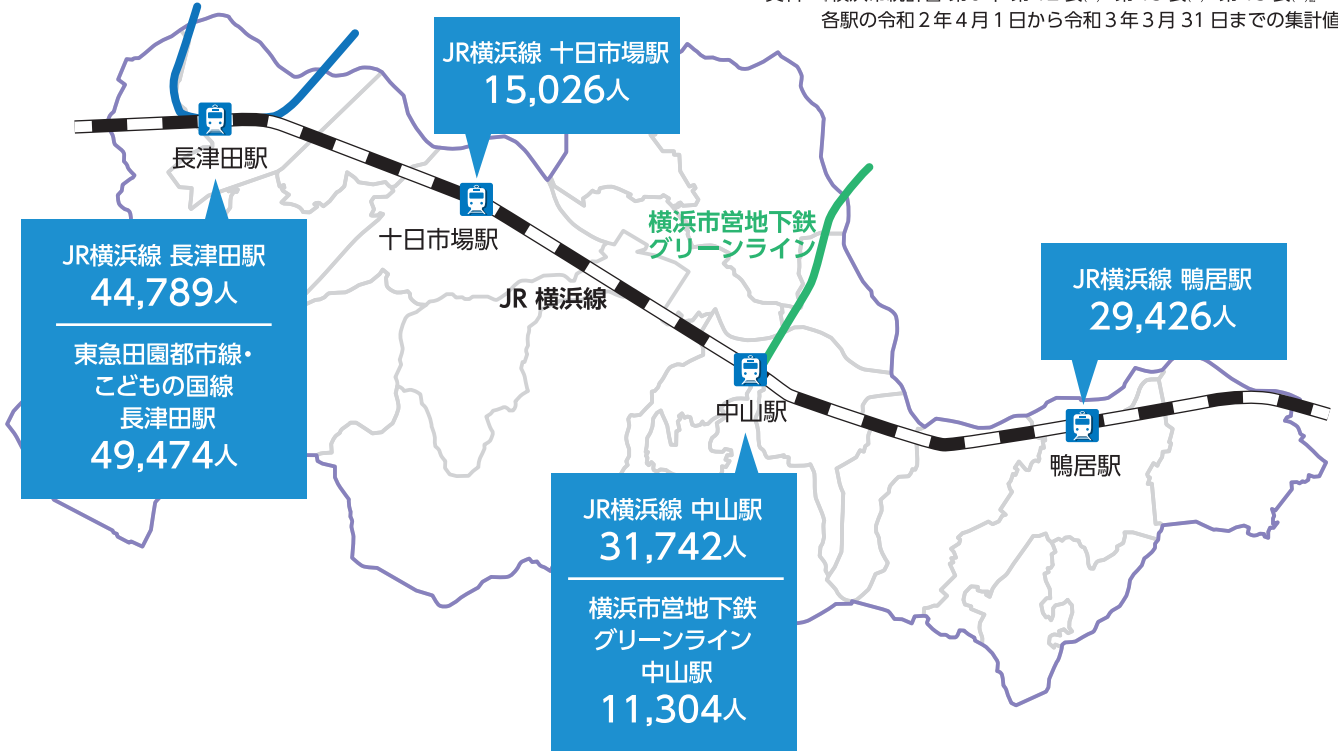 各駅の令和2年4月1日から令和3年3月31日までの集計値
JR横浜線 十日市場駅
15,026人
長津田駅
十日市場駅
横浜市営地下鉄
グリーンライン
JR横浜線 長津田駅
44,789人
東急田園都市線・
こどもの国線
長津田駅
49,474人
JR 横浜線
JR横浜線 鴨居駅
29,426人
中山駅
鴨居駅
JR横浜線 中山駅
31,742人
横浜市営地下鉄
グリーンライン
中山駅
11,304人